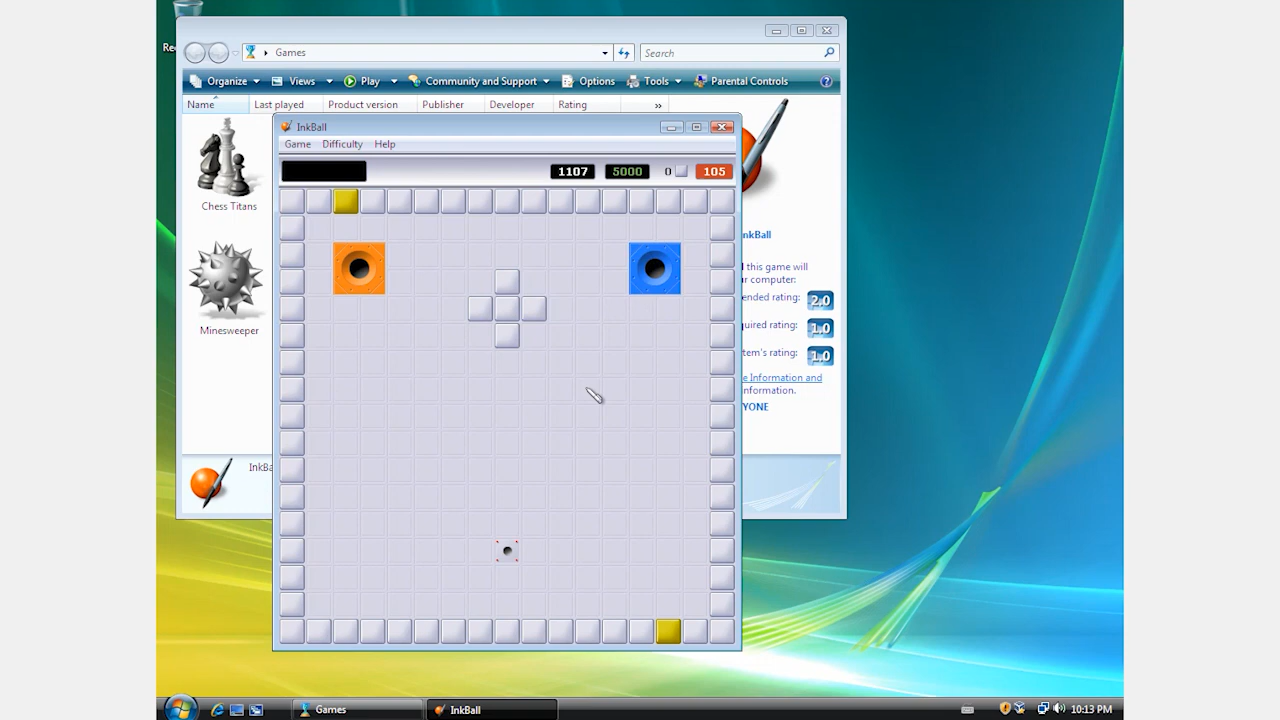 Re
Games
Search
Organize
Views
Play
Community and Support
Options
Tools
Parental Controls
Name
Last played
Product version
Publisher
Developer
Rating
»
InkBall
Game
Difficulty
Help
1107
5000
0
105
Chess Titans
nkBall
this game will
r computer:
ended rating:
2.0
Minesweeper
quired rating:
1.0
tem's rating:
1.0
e Information and
nformation.
YONE
InkBa
Games
InkBall
10:13 PM